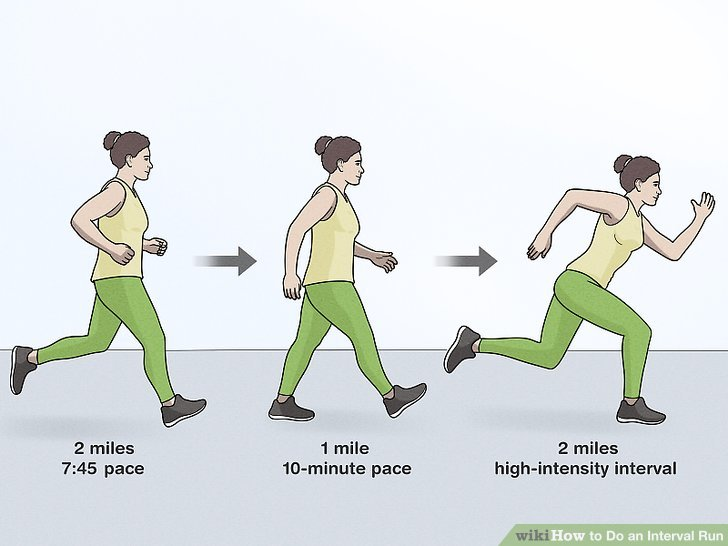 2 miles
7:45 pace
1 mile
10-minute pace
2 miles
high-intensity interval
wikiHow to Do an Interval Run